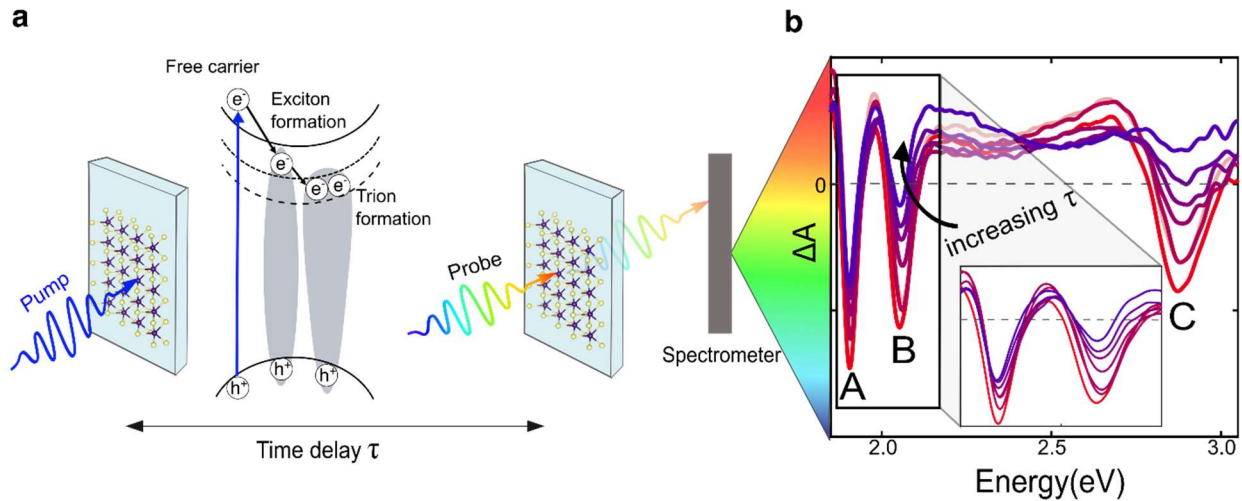 a
Free carrier
e⁻
Exciton
formation
e⁻
e⁻
e⁻
Trion
formation
h⁺
h⁺
h⁺
Pump
Probe
Spectrometer
Time delay τ
b
ΔA
0
increasing τ
A
B
C
2.0
2.5
3.0
Energy(eV)